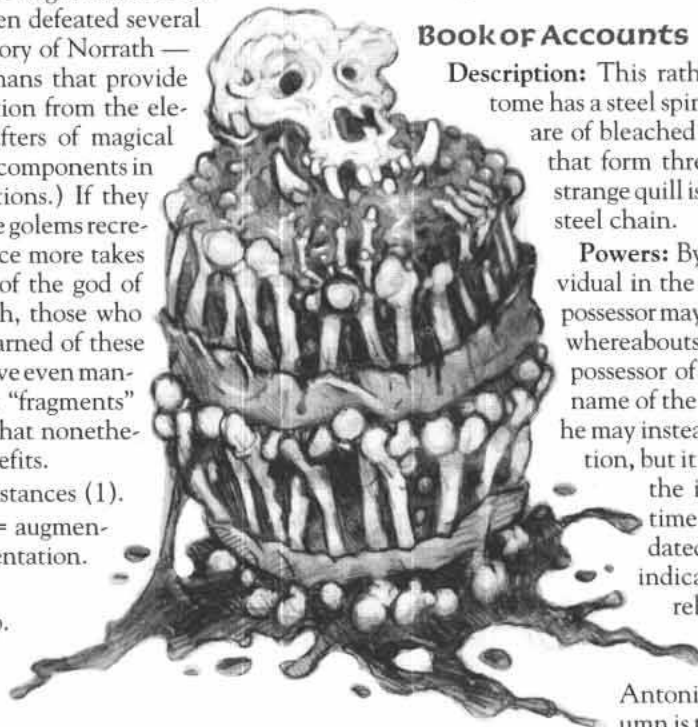 en defeated several
ory of Norrath —
mans that provide
tion from the ele-
fters of magical
components in
tions.) If they
e golems recre-
ce more takes
of the god of
h, those who
arned of these
ve even man-
"fragments"
hat nonethe-
efits.
stances (1).
= augmen-
entation.
Book of Accounts
Description: This rath
tome has a steel spin
are of bleached
that form thre
strange quill is
steel chain.
Powers: By
vidual in the
possessor may
whereabouts
possessor of
name of the
he may instea
tion, but it
the i
time
dated
indica
rel
Antoni
umn is